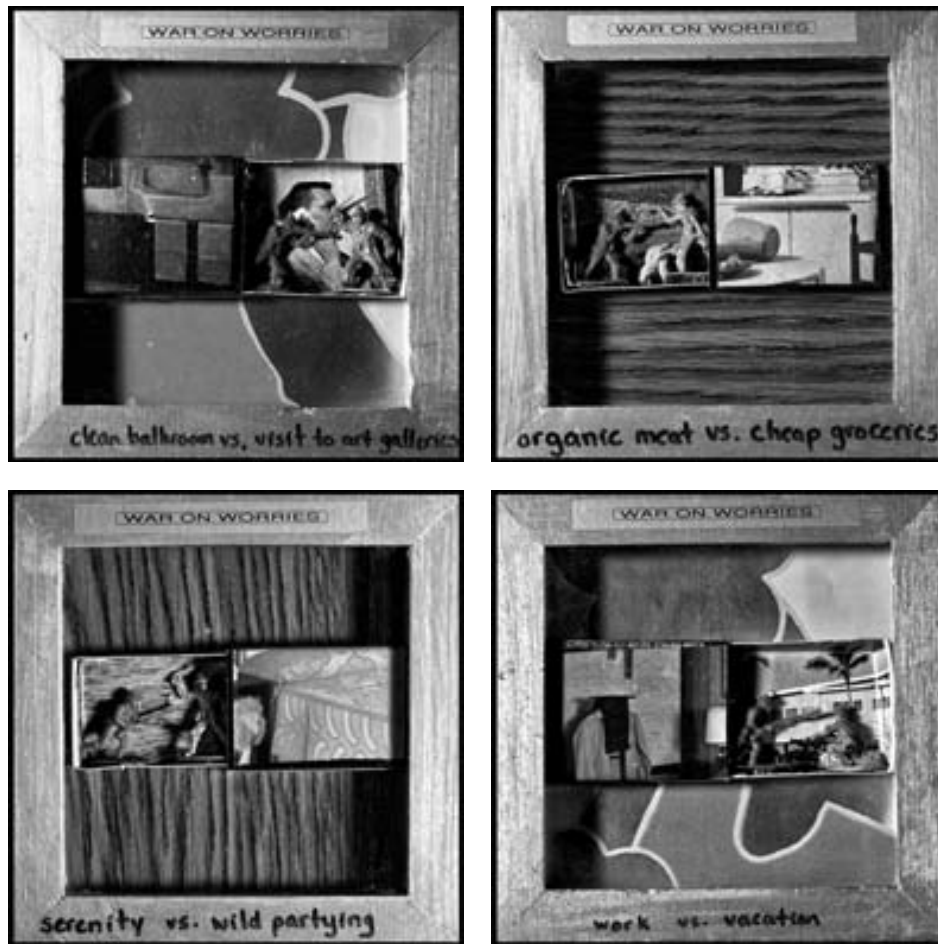 WAR ON WORRIES
clean bathroom vs. visit to art galleries
WAR ON WORRIES
organic meat vs. cheap groceries
WAR ON WORRIES
serenity vs. wild partying
WAR ON WORRIES
work vs. vacation